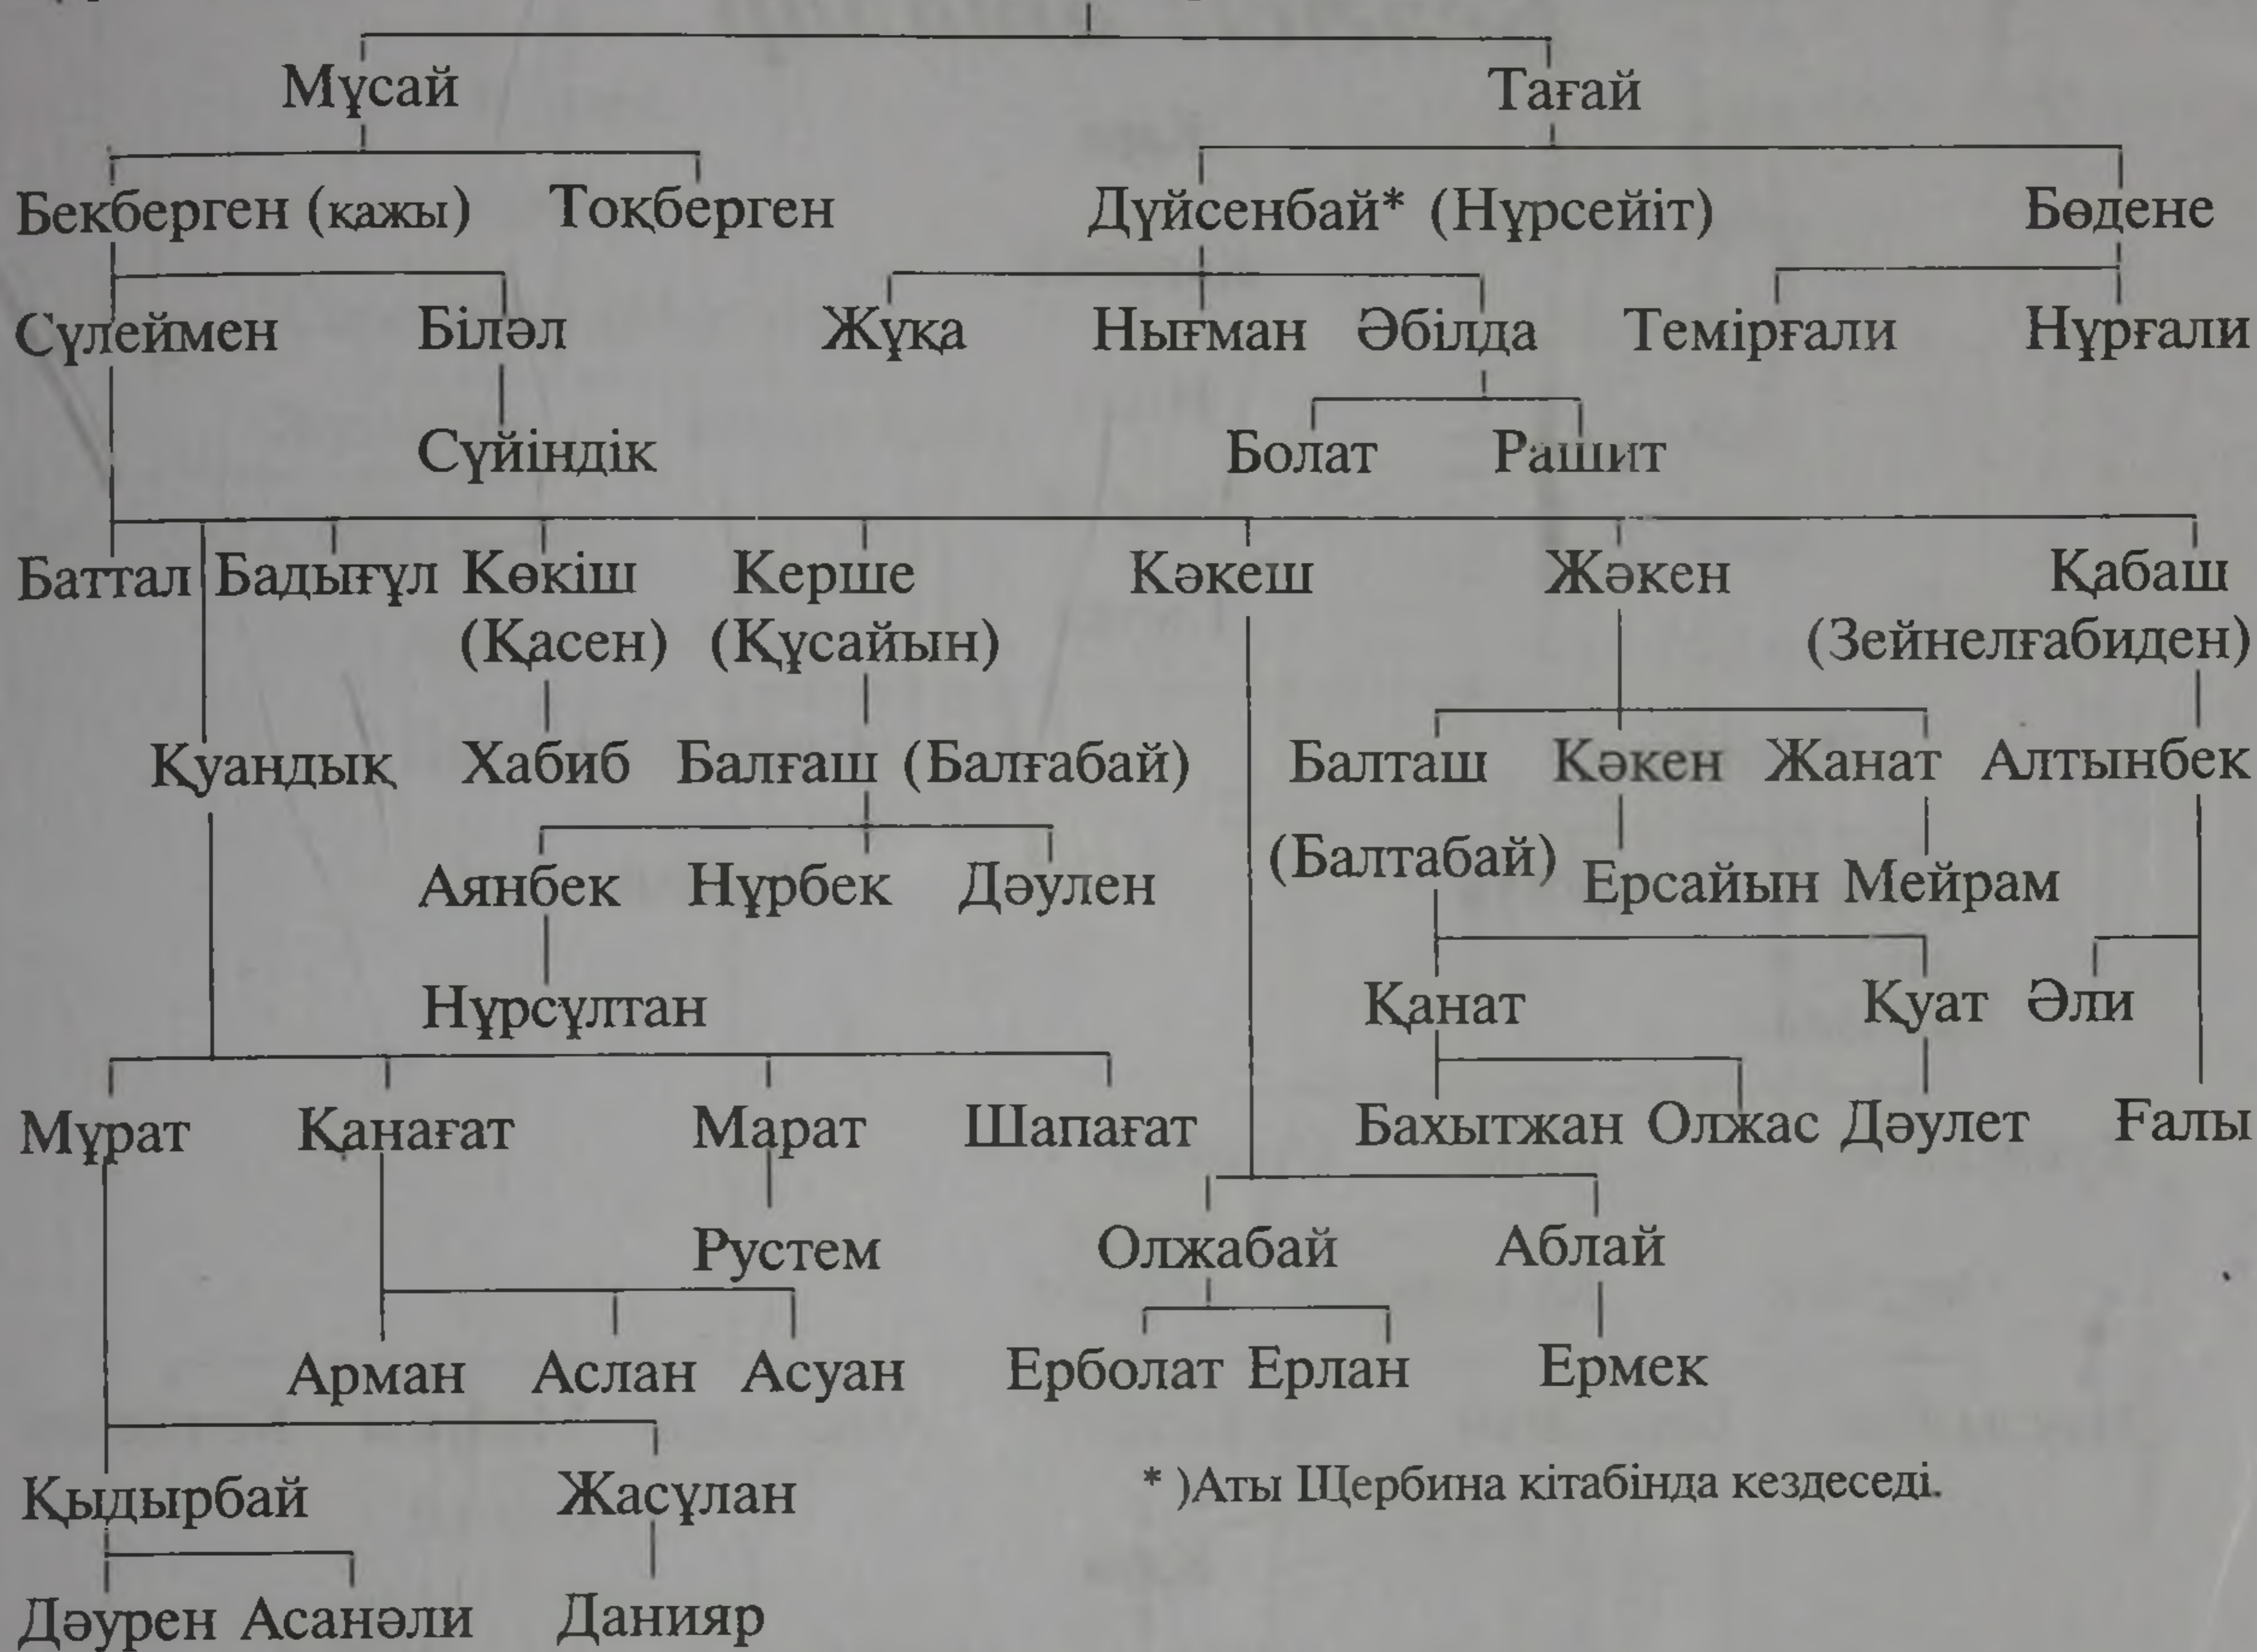 Мұсай Тағай
Бекберген (қажы) Тоқберген Дүйсенбай* (Нұрсейіт) Бөдене
Сүлеймен Біләл Жұқа Нығман Әбілда Темірғали Нұрғали
Сүйіндік Болат Рашит
Баттал Бадығұл Көкіш Керше Кәкеш Жәкен Қабаш
(Қасен) (Құсайын) (Зейнелғабиден)
Қуандық Хабиб Балғаш (Балғабай) Балташ Кәкен Жанат Алтынбек
Аянбек Нұрбек Дәулен (Балтабай) Ерсайын Мейрам
Нұрсұлтан Қанат Қуат Әли
Мұрат Қанағат Марат Шапағат Бахытжан Олжас Дәулет Ғалы
Рустем Олжабай Аблай
Арман Аслан Асуан Ерболат Ерлан Ермек
Қыдырбай Жасұлан * )Аты Щербина кітабінда кездеседі.
Дәурен Асанәли Данияр